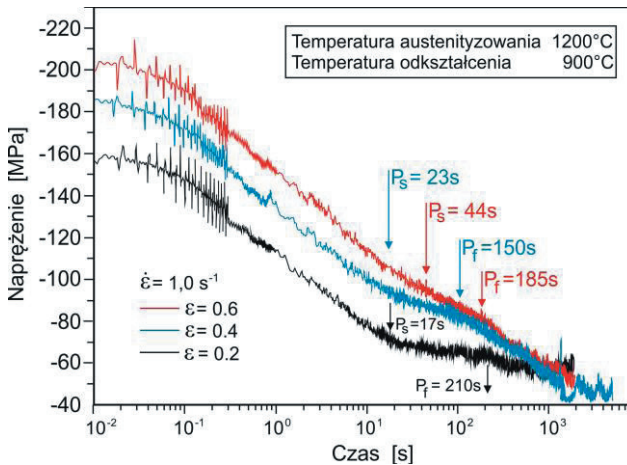 Temperatura austenityzowania 1200°C
Temperatura odkształcenia 900°C
Naprężenie [MPa]
-220
-200
-180
-160
-140
-120
-100
-80
-60
-40
Ps = 23s
Ps = 44s
Pf = 150s
Pf = 185s
Ps = 17s
Pf = 210s
ε̇ = 1,0 s⁻¹
ε = 0.6
ε = 0.4
ε = 0.2
10⁻² 10⁻¹ 10⁰ 10¹ 10² 10³
Czas [s]